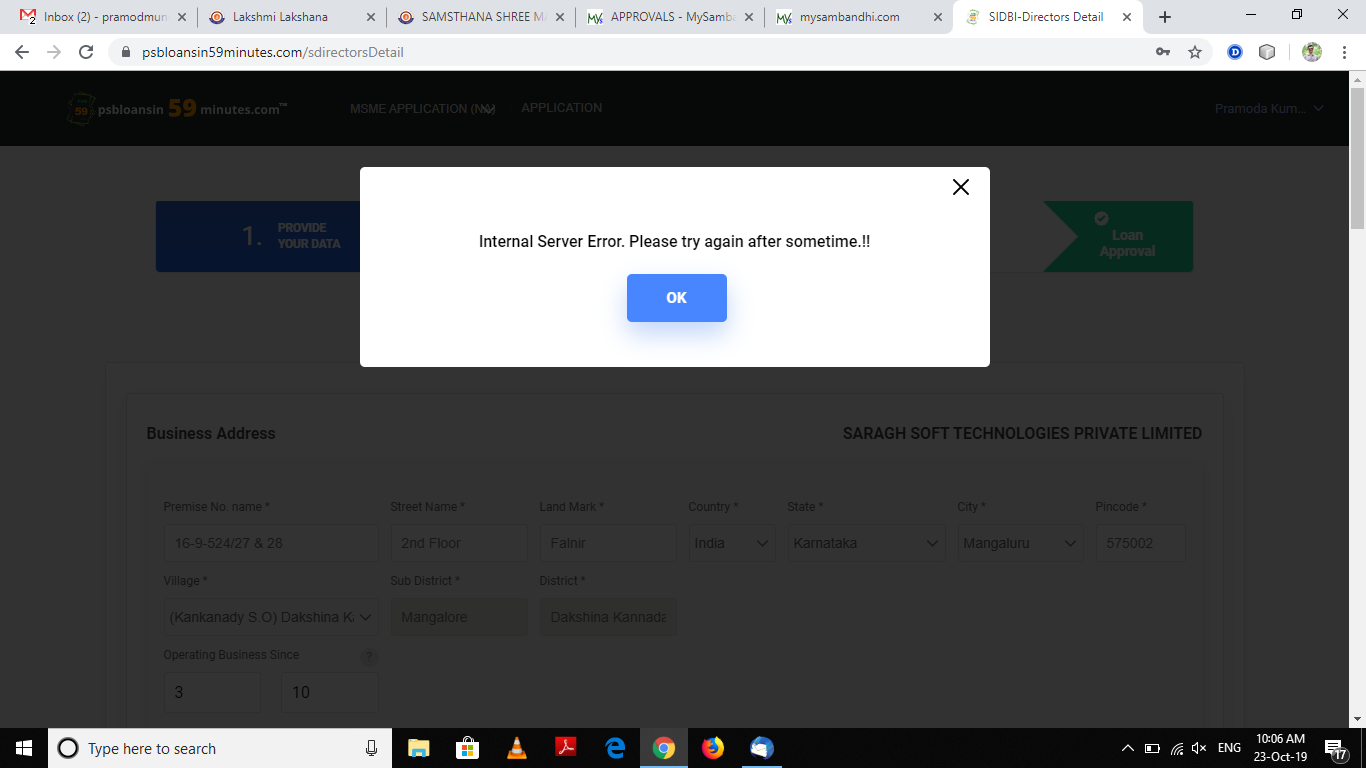 Inbox (2) - pramodmun
Lakshmi Lakshana
SAMSTHANA SHREE MA
APPROVALS - MySamba
mysambandhi.com
SIDBI-Directors Detail
psbloansin59minutes.com/sdirectorsDetail
59 psbloansin 59 minutes.com™
MSME APPLICATION
APPLICATION
Pramoda Kum...
1. PROVIDE
YOUR DATA
Loan
Approval
Internal Server Error. Please try again after sometime.!!
OK
Business Address
SARAGH SOFT TECHNOLOGIES PRIVATE LIMITED
Premise No. name * Street Name * Land Mark * Country * State * City * Pincode *
16-9-524/27 & 28 2nd Floor Falnir India Karnataka Mangaluru 575002
Village * Sub District * District *
(Kankanady S.O) Dakshina Ka Mangalore Dakshina Kannada
Operating Business Since ?
3 10
Type here to search
ENG
10:06 AM
23-Oct-19
17